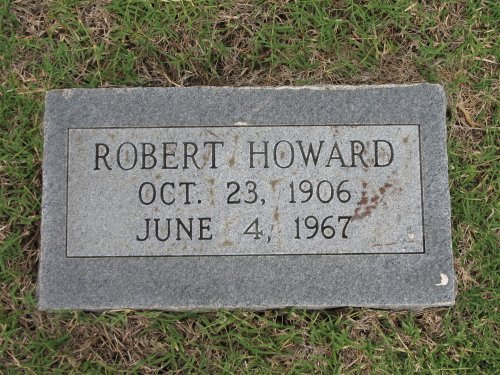 ROBERT HOWARD
OCT. 23, 1906
JUNE 4, 1967